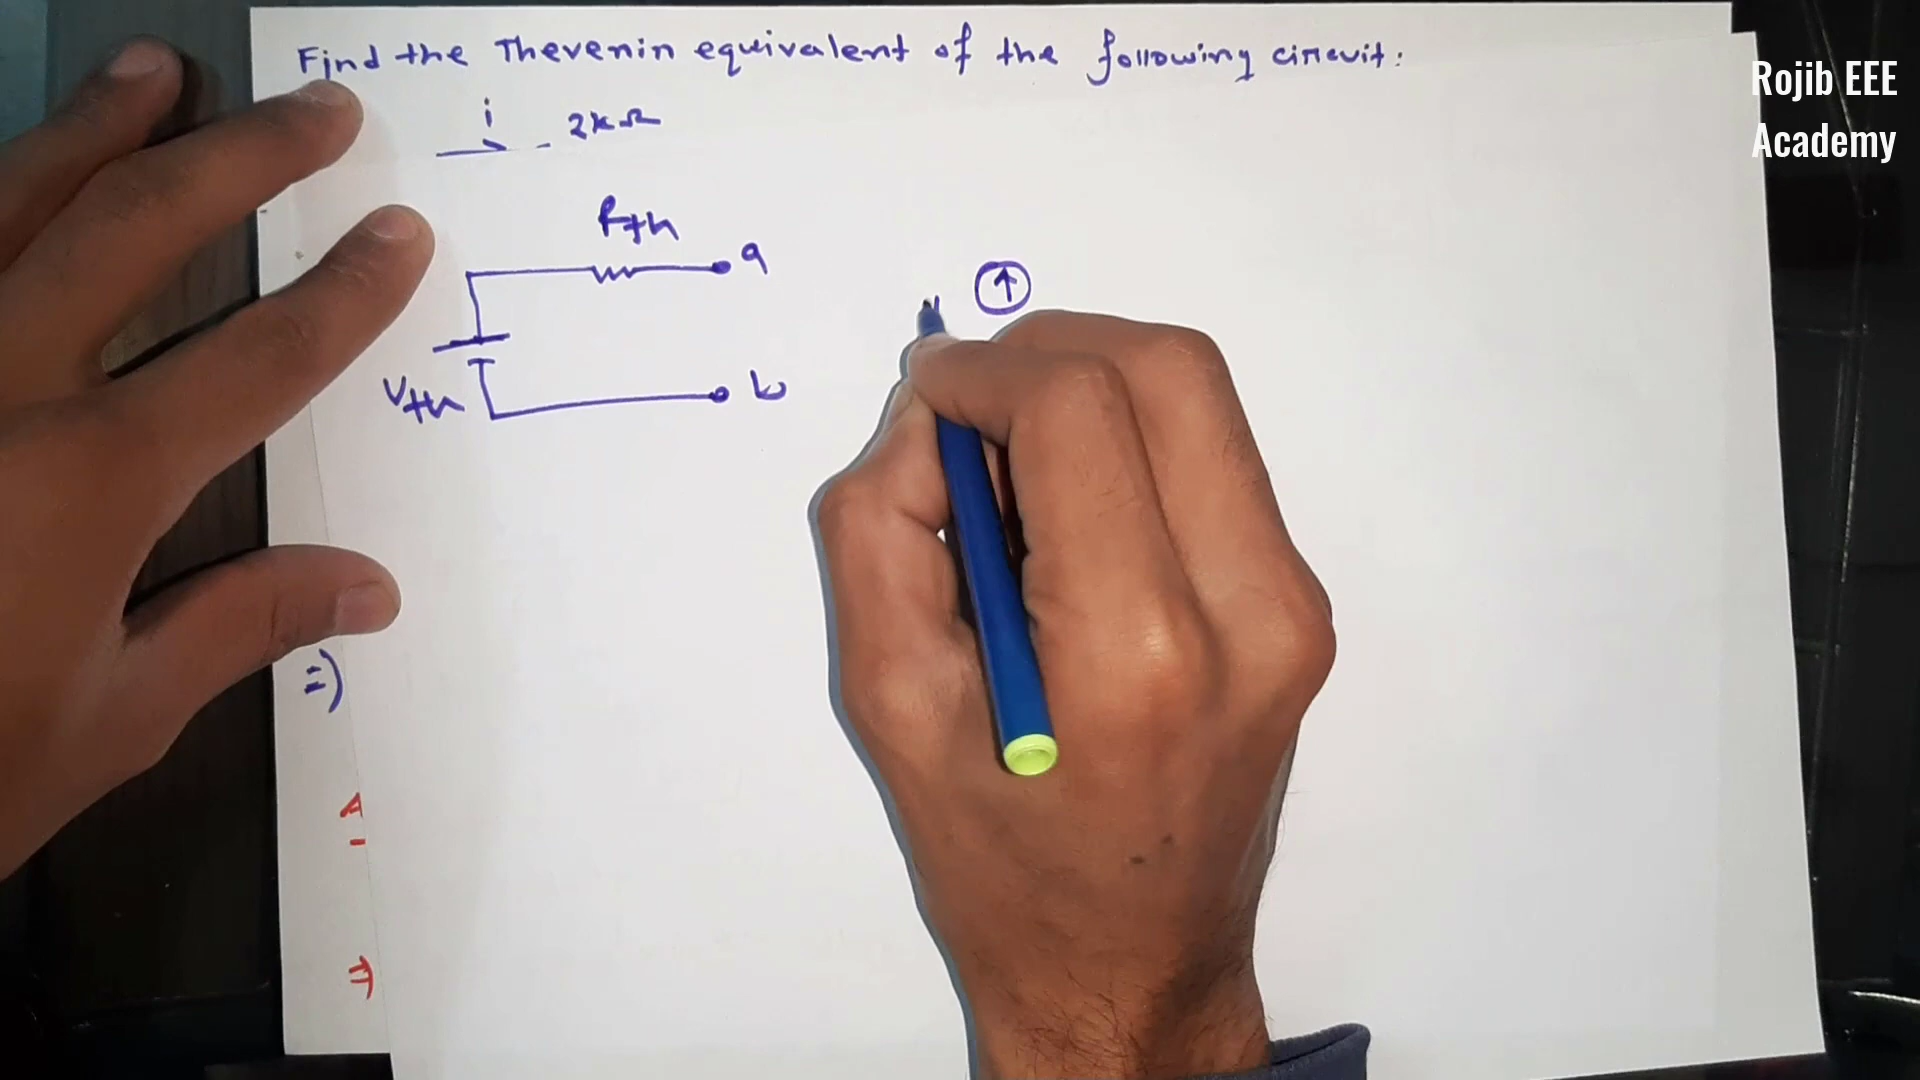 Find the Thevenin equivalent of the following circuit:
Rojib EEE
Academy
i 2kΩ
Rth
a
Vth
b
=)
⇒